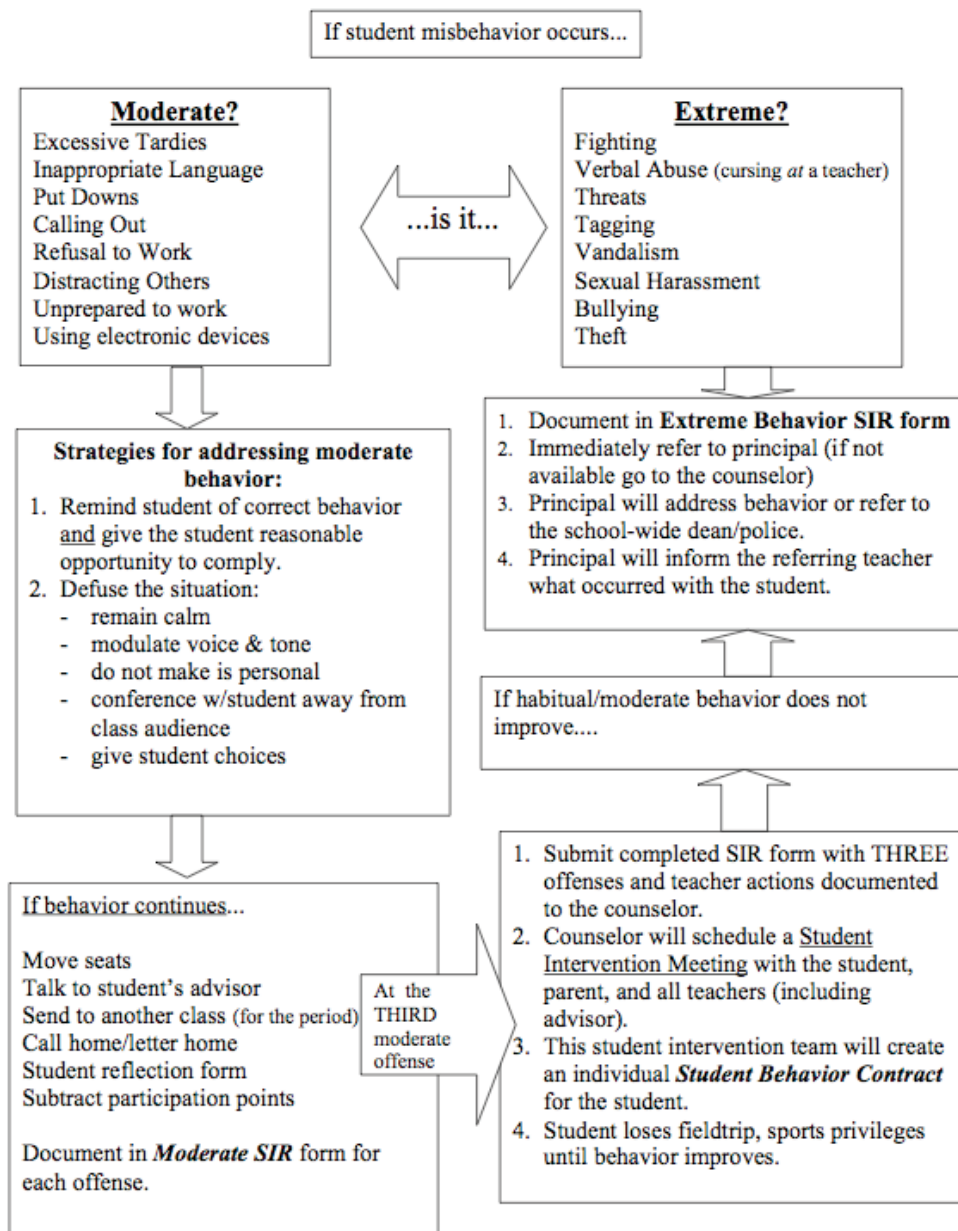 If student misbehavior occurs...
Moderate?
Excessive Tardies
Inappropriate Language
Put Downs
Calling Out
Refusal to Work
Distracting Others
Unprepared to work
Using electronic devices
...is it...
Extreme?
Fighting
Verbal Abuse (cursing at a teacher)
Threats
Tagging
Vandalism
Sexual Harassment
Bullying
Theft
Strategies for addressing moderate
behavior:
1. Remind student of correct behavior
and give the student reasonable
opportunity to comply.
2. Defuse the situation:
- remain calm
- modulate voice & tone
- do not make is personal
- conference w/student away from
class audience
- give student choices
1. Document in Extreme Behavior SIR form
2. Immediately refer to principal (if not
available go to the counselor)
3. Principal will address behavior or refer to
the school-wide dean/police.
4. Principal will inform the referring teacher
what occurred with the student.
If habitual/moderate behavior does not
improve....
If behavior continues...
Move seats
Talk to student's advisor
Send to another class (for the period)
Call home/letter home
Student reflection form
Subtract participation points
Document in Moderate SIR form for
each offense.
At the
THIRD
moderate
offense
1. Submit completed SIR form with THREE
offenses and teacher actions documented
to the counselor.
2. Counselor will schedule a Student
Intervention Meeting with the student,
parent, and all teachers (including
advisor).
3. This student intervention team will create
an individual Student Behavior Contract
for the student.
4. Student loses fieldtrip, sports privileges
until behavior improves.